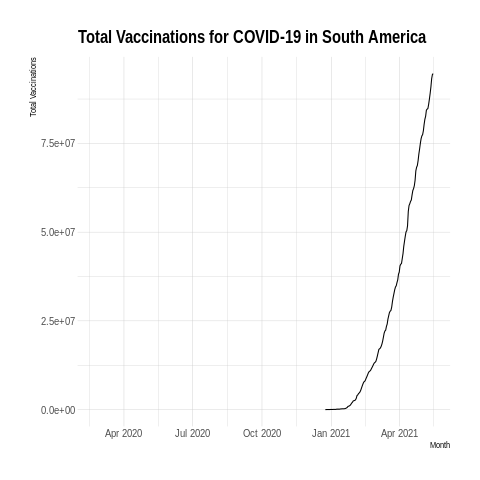 Total Vaccinations for COVID-19 in South America
Total Vaccinations
7.5e+07
5.0e+07
2.5e+07
0.0e+00
Apr 2020 Jul 2020 Oct 2020 Jan 2021 Apr 2021
Month